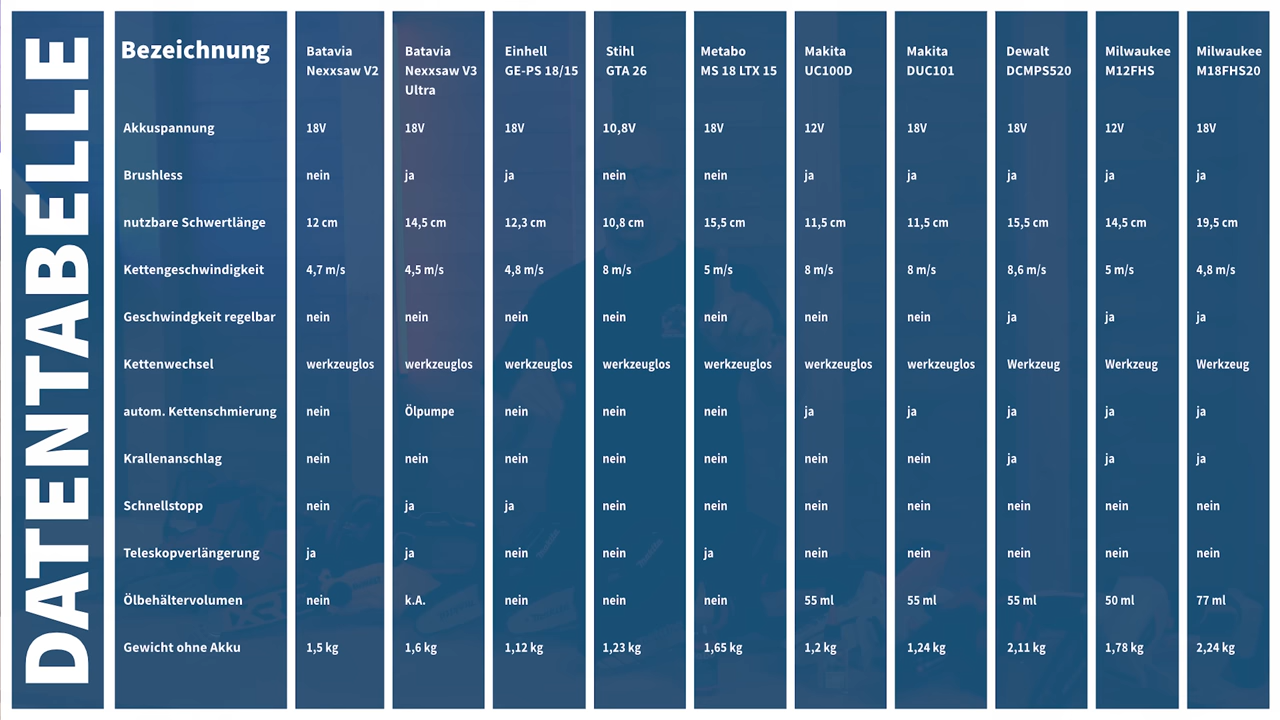 DATENTABELLE
Bezeichnung Batavia Nexxsaw V2 Batavia Nexxsaw V3 Ultra Einhell GE-PS 18/15 Stihl GTA 26 Metabo MS 18 LTX 15 Makita UC100D Makita DUC101 Dewalt DCMPS520 Milwaukee M12FHS Milwaukee M18FHS20
Akkuspannung 18V 18V 18V 10,8V 18V 12V 18V 18V 12V 18V
Brushless nein ja ja nein nein ja ja ja ja ja
nutzbare Schwertlänge 12 cm 14,5 cm 12,3 cm 10,8 cm 15,5 cm 11,5 cm 11,5 cm 15,5 cm 14,5 cm 19,5 cm
Kettengeschwindigkeit 4,7 m/s 4,5 m/s 4,8 m/s 8 m/s 5 m/s 8 m/s 8 m/s 8,6 m/s 5 m/s 4,8 m/s
Geschwindgkeit regelbar nein nein nein nein nein nein nein ja ja ja
Kettenwechsel werkzeuglos werkzeuglos werkzeuglos werkzeuglos werkzeuglos werkzeuglos werkzeuglos Werkzeug Werkzeug Werkzeug
autom. Kettenschmierung nein Ölpumpe nein nein nein ja ja ja ja ja
Krallenanschlag nein nein nein nein nein nein nein ja ja ja
Schnellstopp nein ja ja nein nein nein nein nein nein nein
Teleskopverlängerung ja ja nein nein ja nein nein nein nein nein
Ölbehältervolumen nein k.A. nein nein nein 55 ml 55 ml 55 ml 50 ml 77 ml
Gewicht ohne Akku 1,5 kg 1,6 kg 1,12 kg 1,23 kg 1,65 kg 1,2 kg 1,24 kg 2,11 kg 1,78 kg 2,24 kg